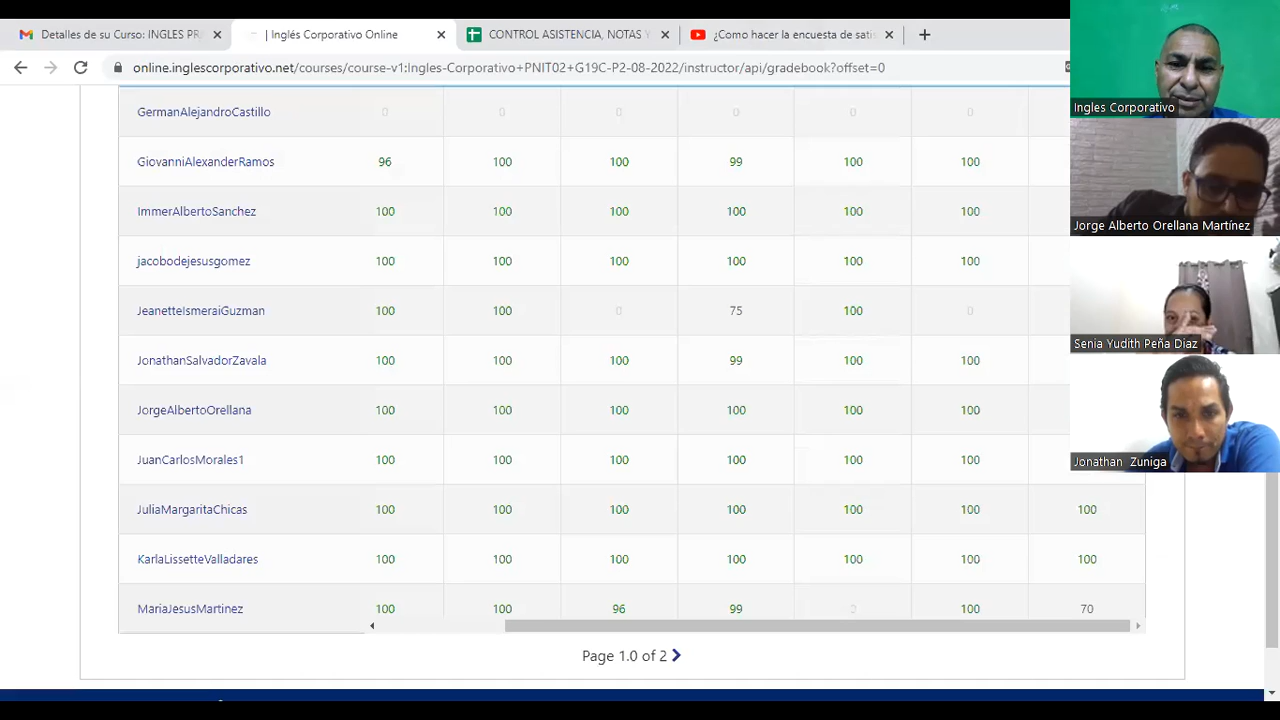 Detalles de su Curso: INGLES PR
| Inglés Corporativo Online
CONTROL ASISTENCIA, NOTAS Y
¿Como hacer la encuesta de satis
online.inglescorporativo.net/courses/course-v1:Ingles-Corporativo+PNIT02+G19C-P2-08-2022/instructor/api/gradebook?offset=0
GermanAlejandroCastillo 0 0 0 0 0 0
GiovanniAlexanderRamos 96 100 100 99 100 100
ImmerAlbertoSanchez 100 100 100 100 100 100
jacobodejesusgomez 100 100 100 100 100 100
JeanetteIsmeraiGuzman 100 100 0 75 100 0
JonathanSalvadorZavala 100 100 100 99 100 100
JorgeAlbertoOrellana 100 100 100 100 100 100
JuanCarlosMorales1 100 100 100 100 100 100
JuliaMargaritaChicas 100 100 100 100 100 100 100
KarlaLissetteValladares 100 100 100 100 100 100 100
MariaJesusMartinez 100 100 96 99 2 100 70
Page 1.0 of 2
Ingles Corporativo
Jorge Alberto Orellana Martínez
Senia Yudith Peña Diaz
Jonathan Zuniga